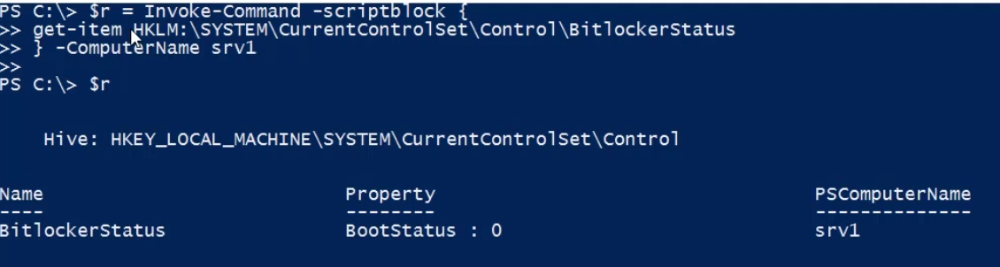 PS C:\> $r = Invoke-Command -scriptblock {
>> get-item HKLM:\SYSTEM\CurrentControlSet\Control\BitlockerStatus
>> } -ComputerName srv1
>>
PS C:\> $r
Hive: HKEY_LOCAL_MACHINE\SYSTEM\CurrentControlSet\Control
Name Property PSComputerName
---- -------- --------------
BitlockerStatus BootStatus : 0 srv1